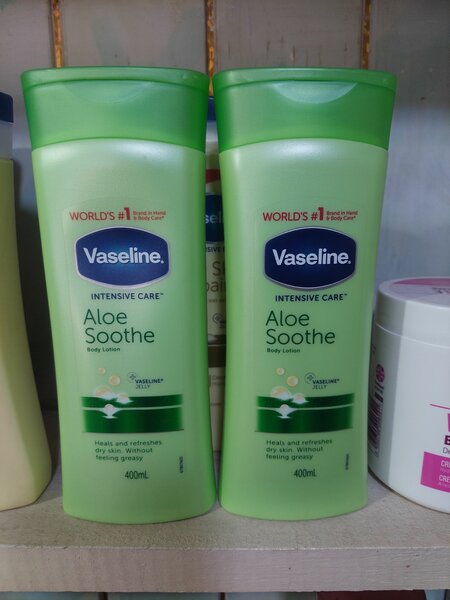 WORLD'S #1 Brand in Hand
& Body Care*
Vaseline.
INTENSIVE CARE™
Aloe
Soothe
Body Lotion
VASELINE®
JELLY
Heals and refreshes
dry skin. Without
feeling greasy
400mL
WORLD'S #1 Brand in Hand
& Body Care*
Vaseline.
INTENSIVE CARE™
Aloe
Soothe
Body Lotion
VASELINE®
JELLY
Heals and refreshes
dry skin. Without
feeling greasy
400mL